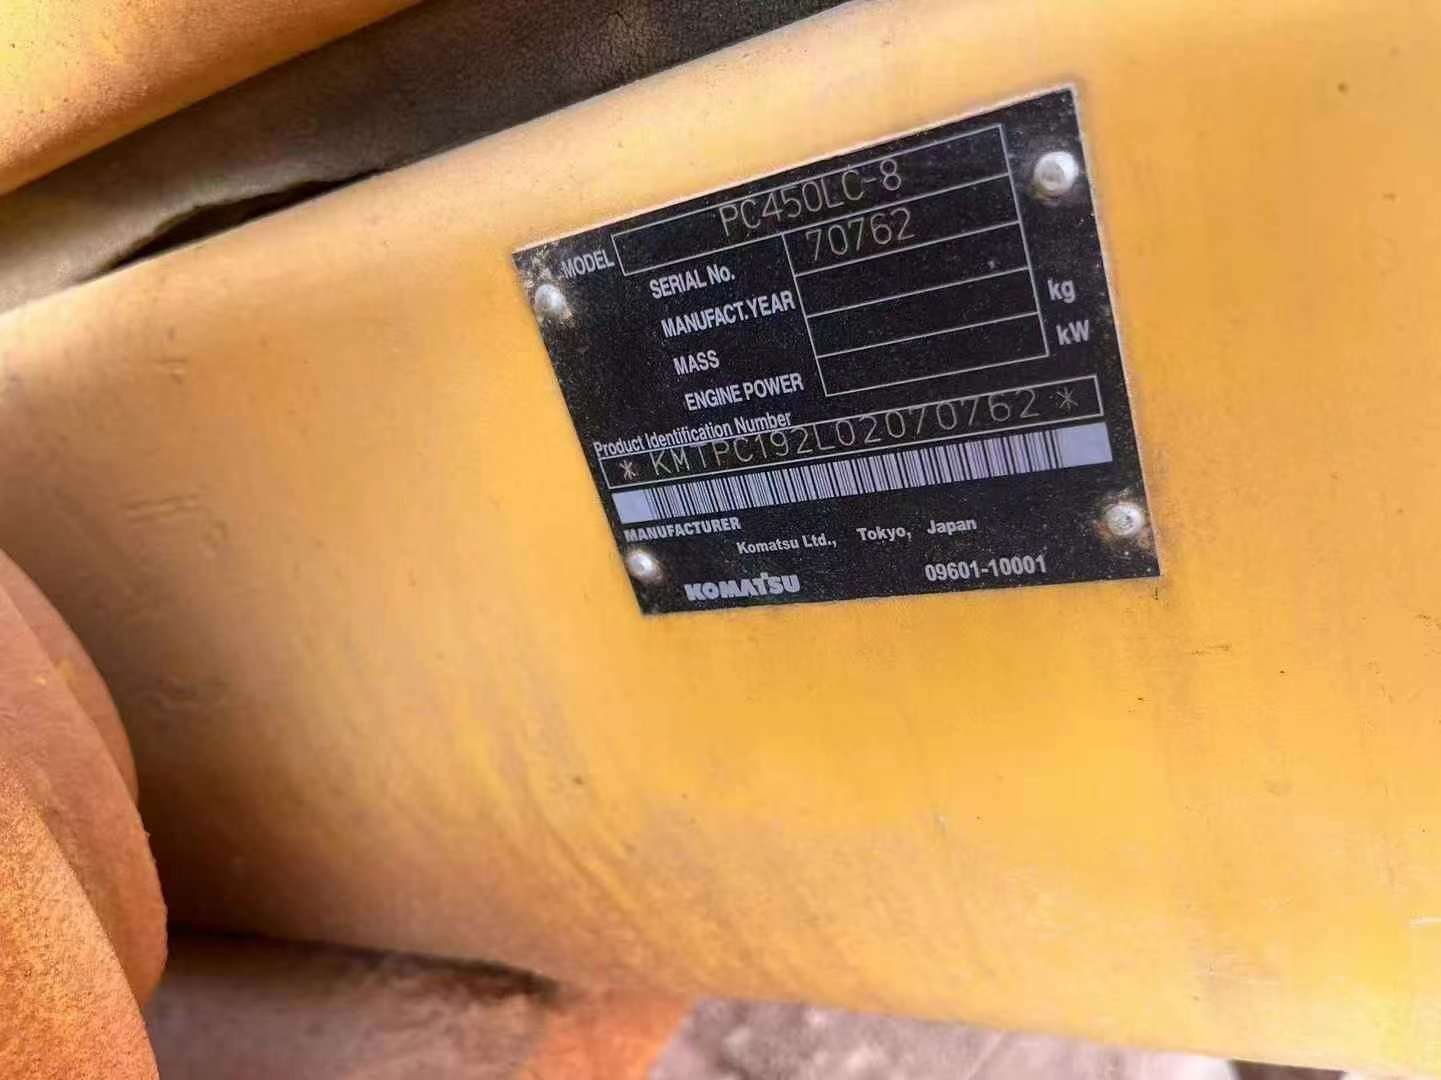 MODEL PC450LC-8
SERIAL No. 70762
MANUFACT.YEAR
MASS kg
ENGINE POWER kW
Product Identification Number
* KMTPC192L02070762 *
MANUFACTURER
Komatsu Ltd., Tokyo, Japan
KOMATSU 09601-10001